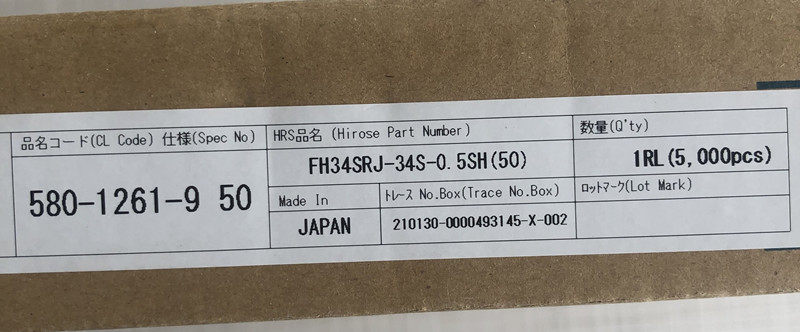 品名コード(CL Code) 仕様(Spec No)
580-1261-9 50
HRS品名 (Hirose Part Number)
FH34SRJ-34S-0.5SH(50)
数量(Q'ty)
1RL(5,000pcs)
Made In
JAPAN
トレース No.Box(Trace No.Box)
210130-0000493145-X-002
ロットマーク(Lot Mark)